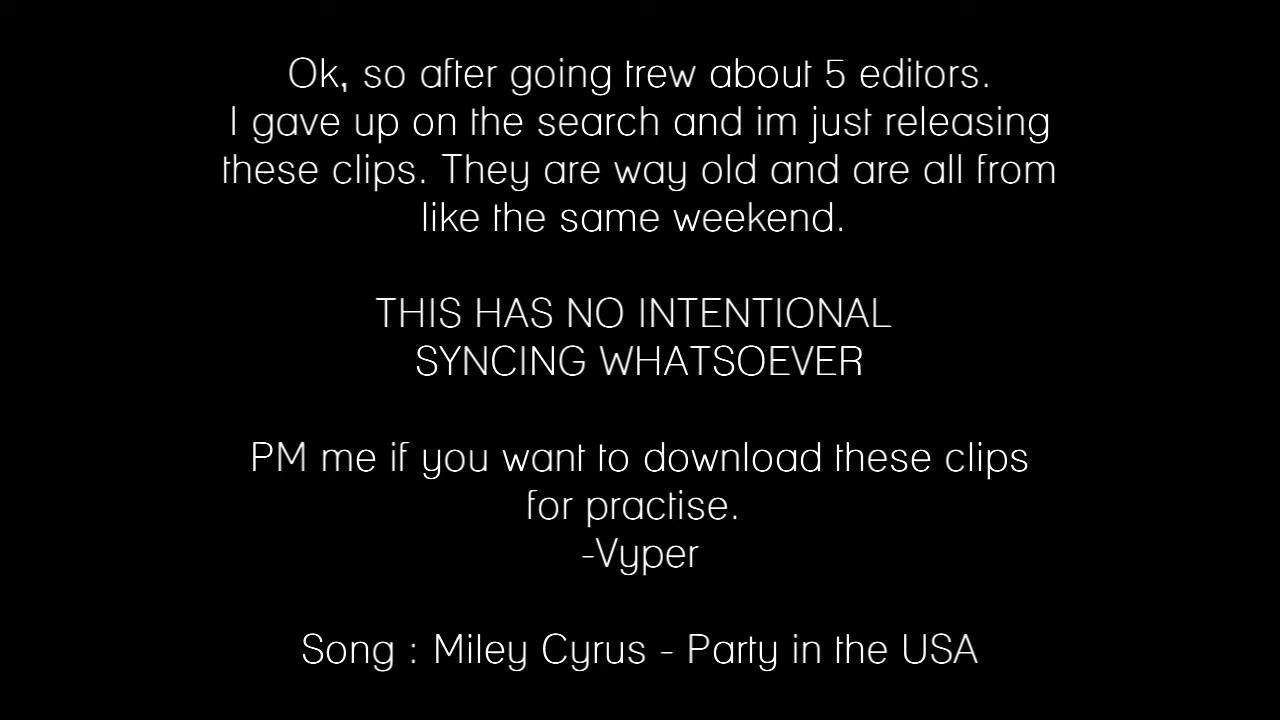 Ok, so after going trew about 5 editors.
I gave up on the search and im just releasing
these clips. They are way old and are all from
like the same weekend.
THIS HAS NO INTENTIONAL
SYNCING WHATSOEVER
PM me if you want to download these clips
for practise.
-Vyper
Song : Miley Cyrus - Party in the USA